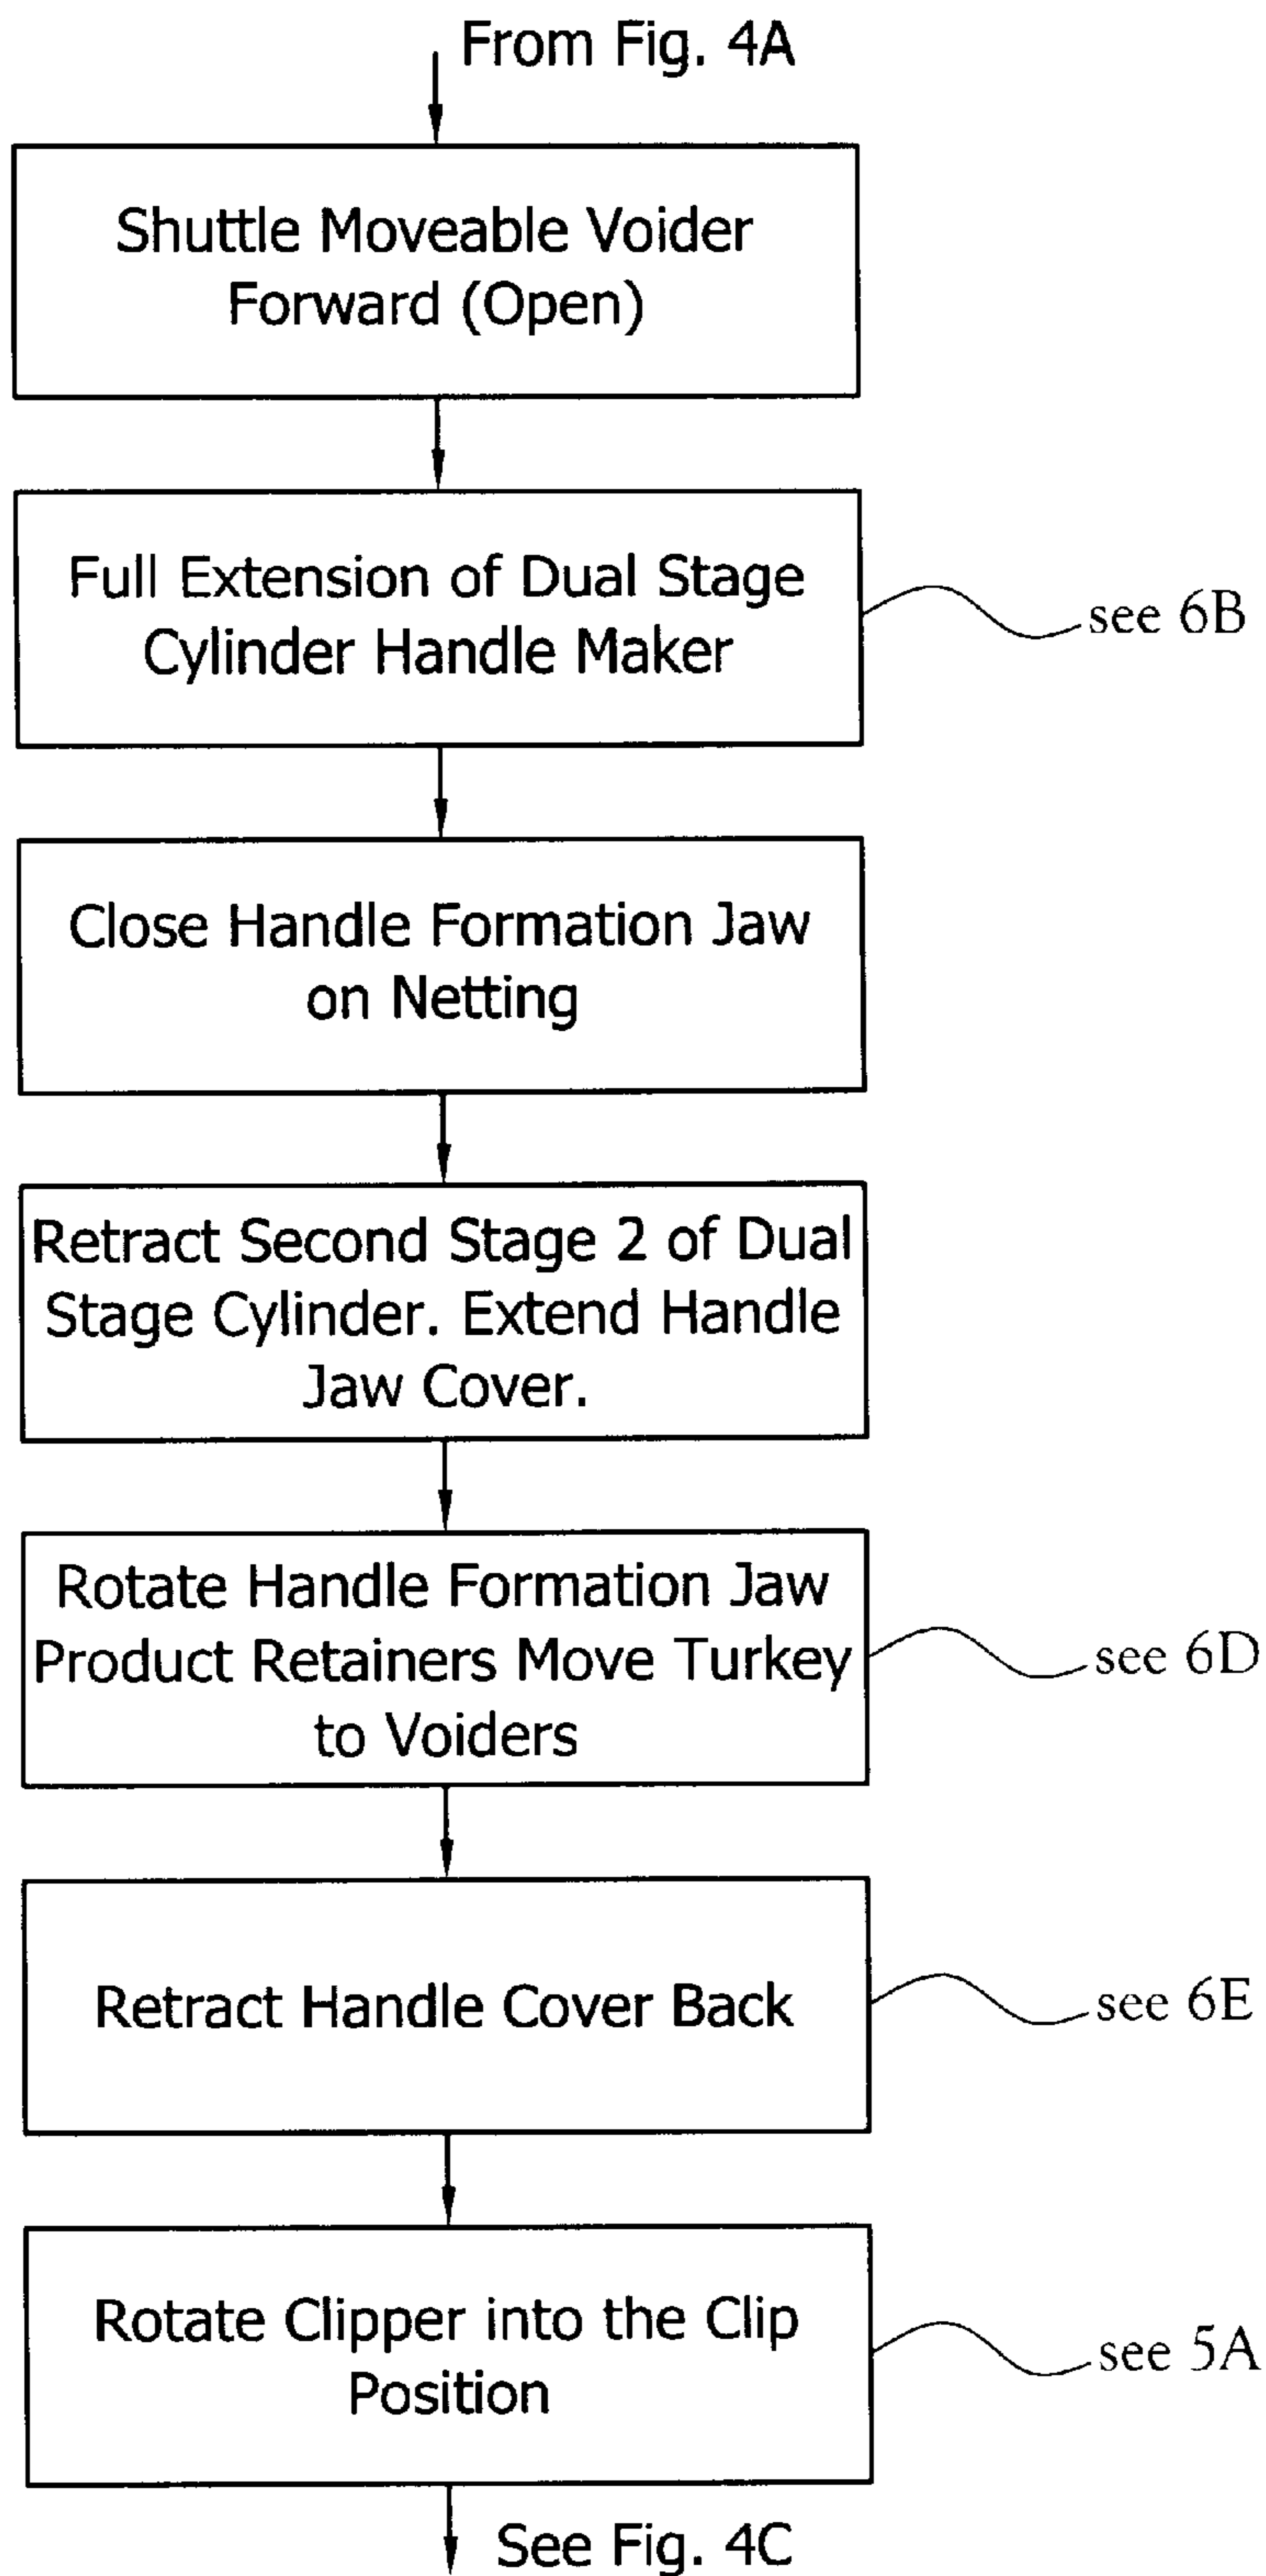 From Fig. 4A
Shuttle Moveable Voider
Forward (Open)
Full Extension of Dual Stage
Cylinder Handle Maker
see 6B
Close Handle Formation Jaw
on Netting
Retract Second Stage 2 of Dual
Stage Cylinder. Extend Handle
Jaw Cover.
Rotate Handle Formation Jaw
Product Retainers Move Turkey
to Voiders
see 6D
Retract Handle Cover Back
see 6E
Rotate Clipper into the Clip
Position
see 5A
See Fig. 4C